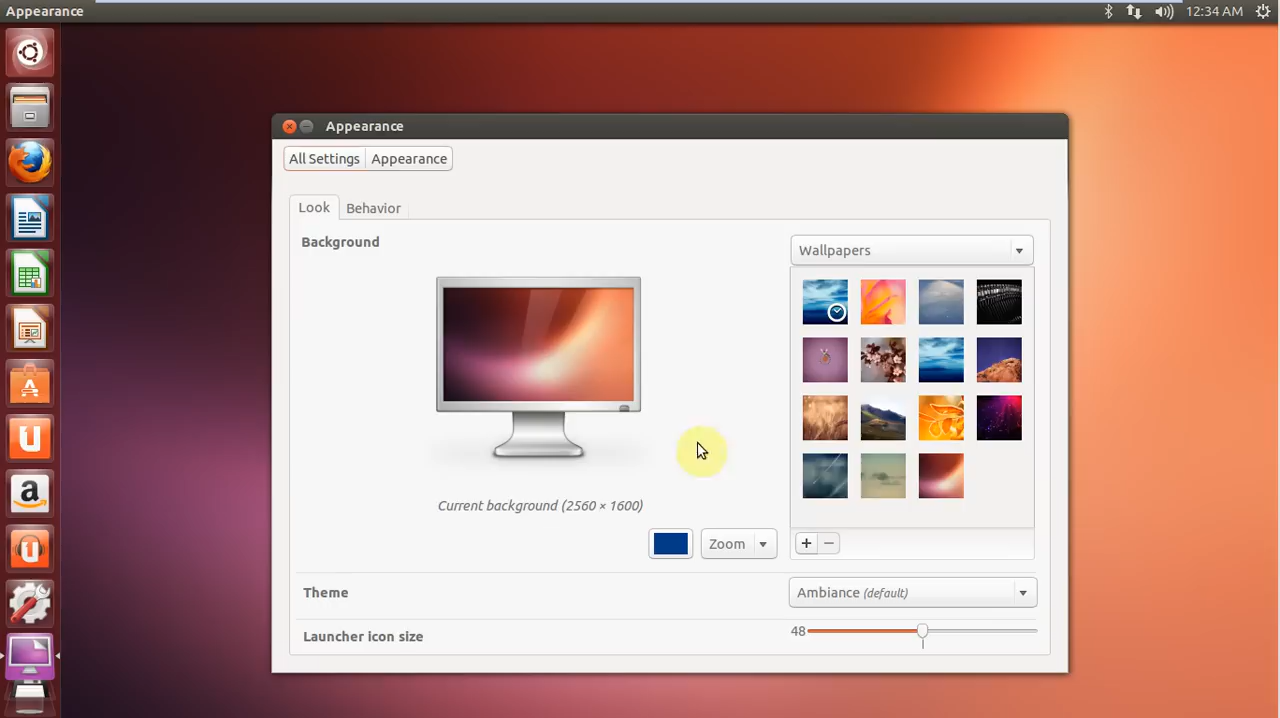 Appearance
12:34 AM
Appearance
All Settings
Appearance
Look
Behavior
Background
Wallpapers
Current background (2560 × 1600)
Zoom
Theme
Ambiance (default)
Launcher icon size
48